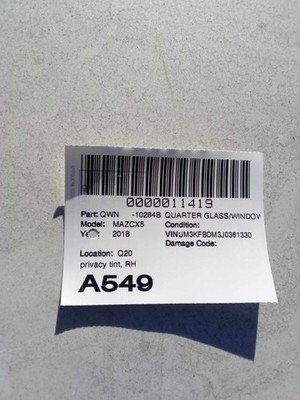 0000011419
Part: QWN -10284B QUARTER GLASS/WINDOW
Model: MAZCX5 Condition:
2018 VIN:JM3KFBDM3J0361330
Damage Code:
Location: Q20
privacy tint, RH
A549